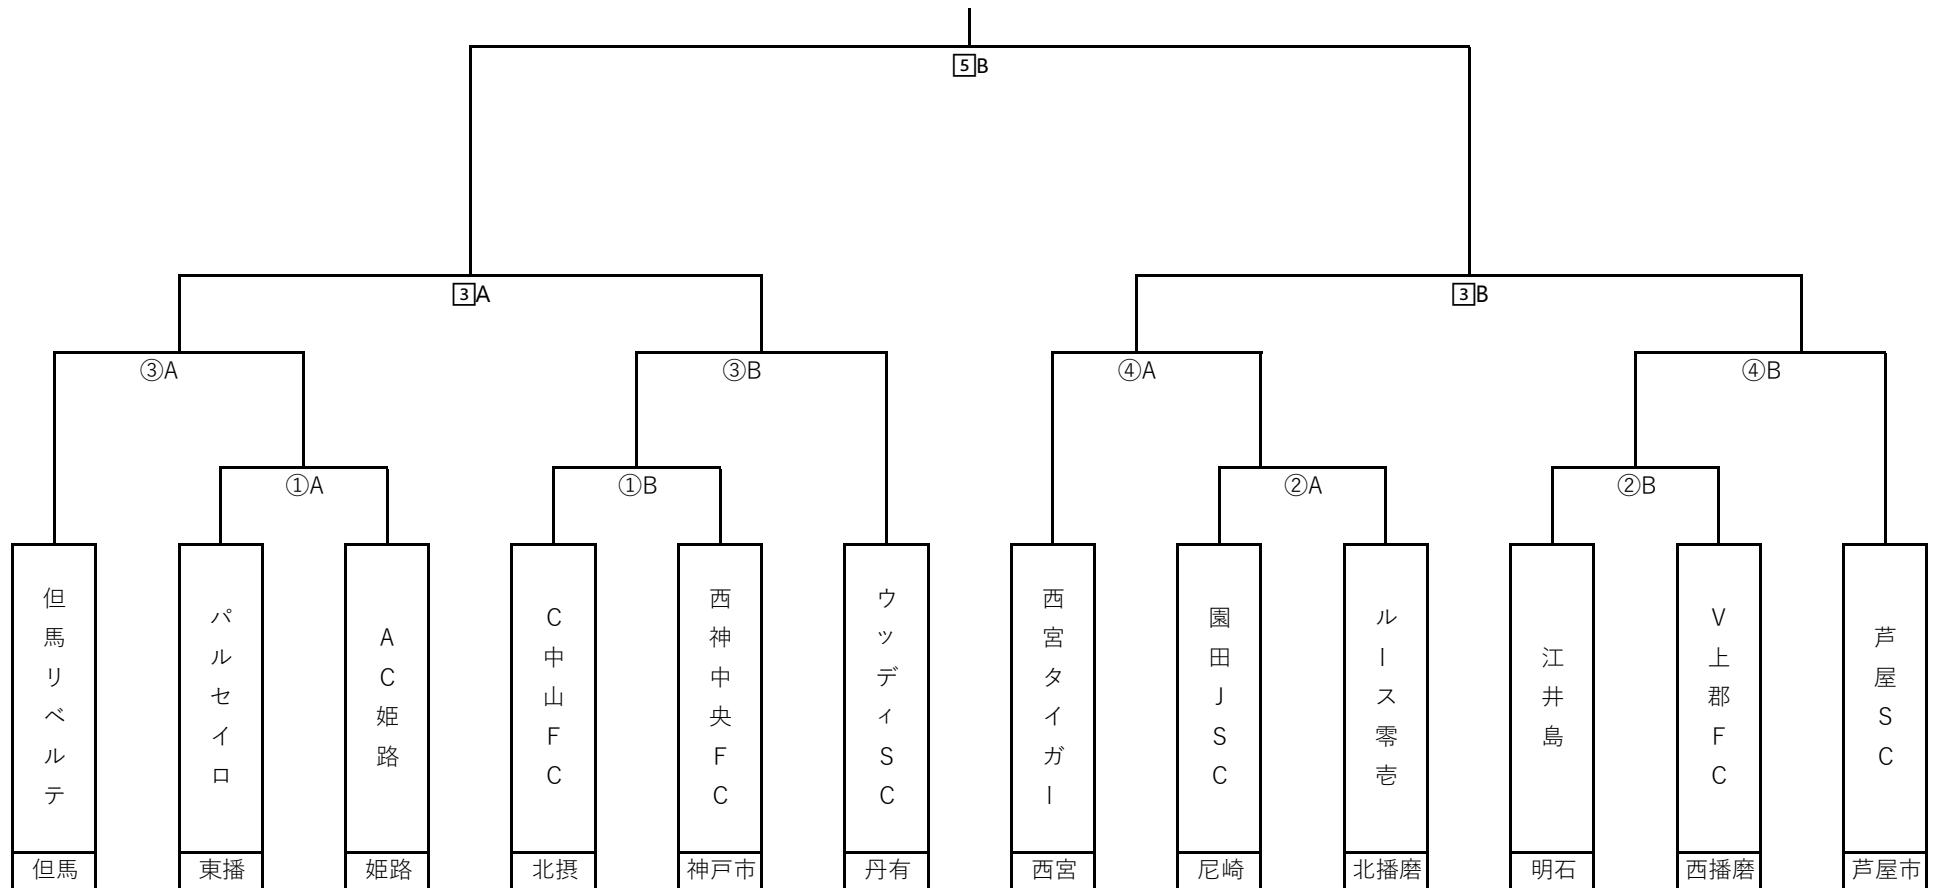 5B
3A
3B
③A
③B
④A
④B
①A
①B
②A
②B
但馬リベルテ
パルセイロ
AC姫路
C中山FC
西神中央FC
ウッディSC
西宮タイガー
園田JSC
ルース零壱
江井島
V上郡FC
芦屋SC
但馬
東播
姫路
北摂
神戸市
丹有
西宮
尼崎
北播磨
明石
西播磨
芦屋市